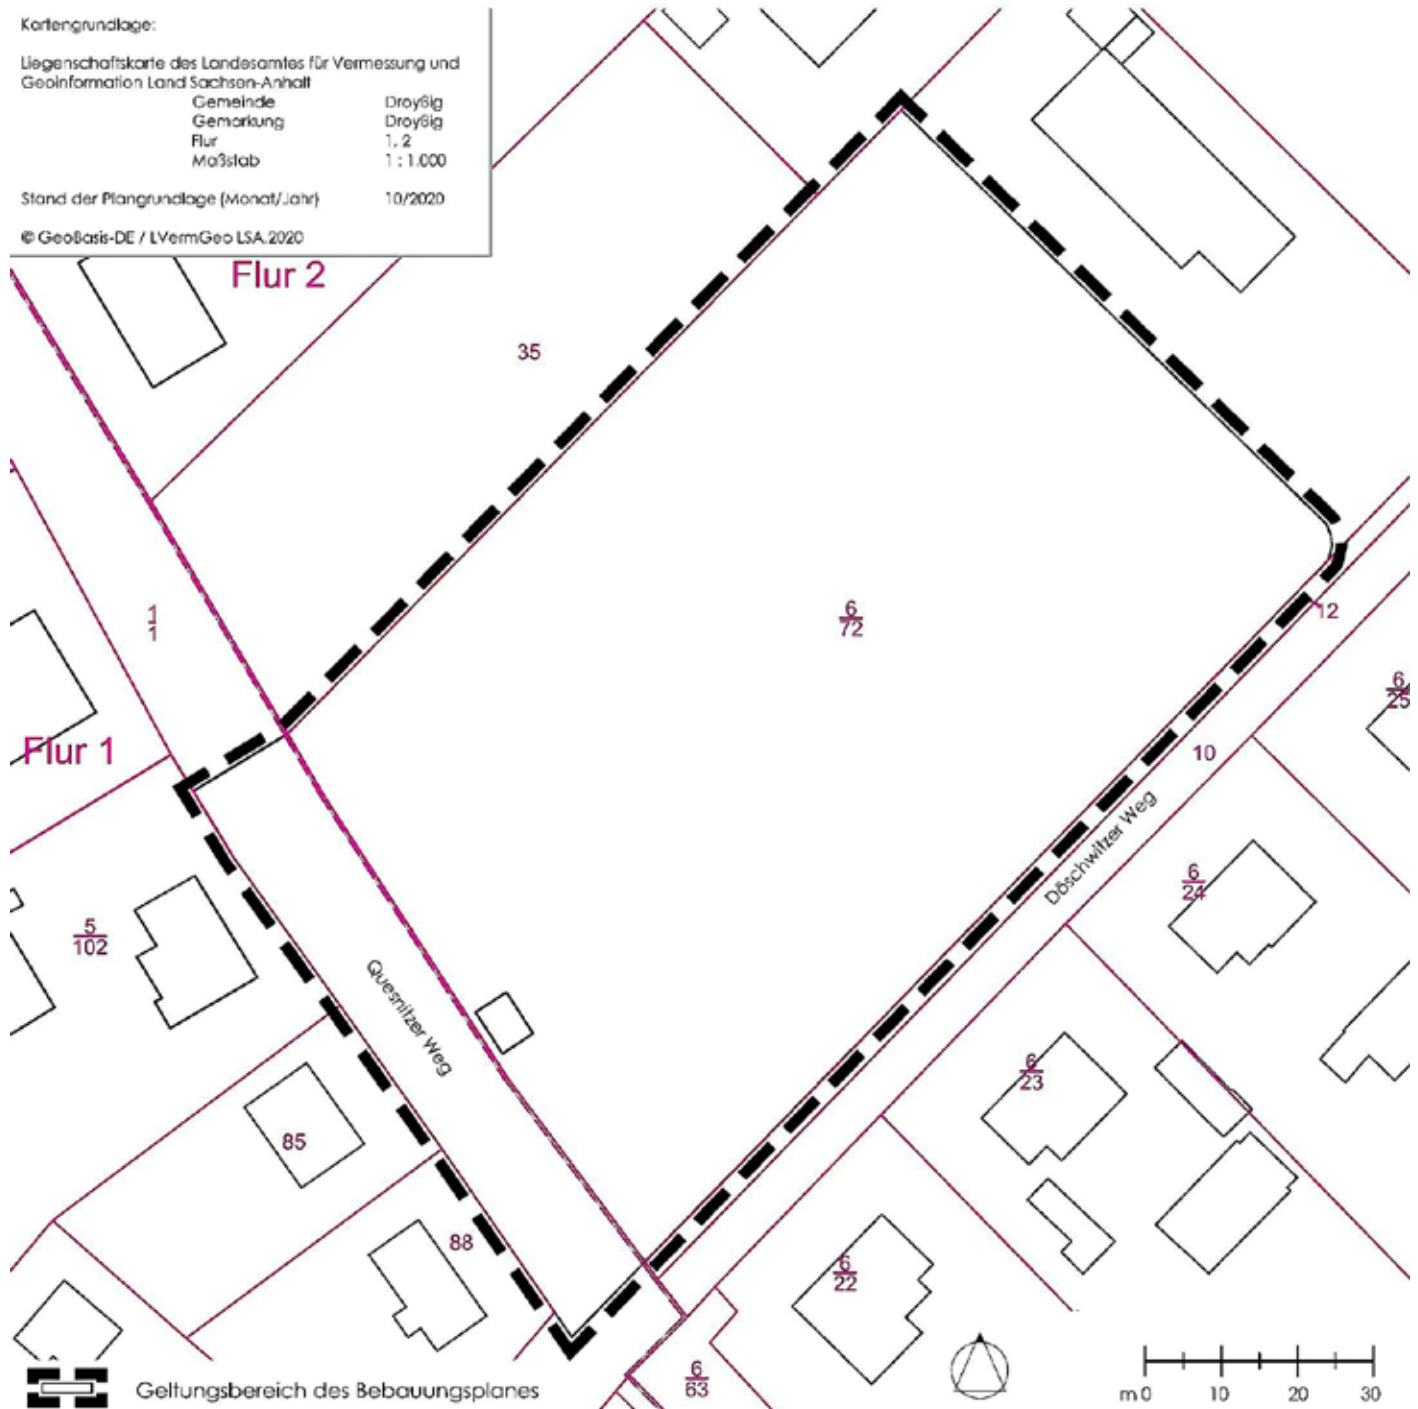 Kartengrundlage:
Liegenschaftskarte des Landesamtes für Vermessung und
Geoinformation Land Sachsen-Anhalt
Gemeinde Droyßig
Gemarkung Droyßig
Flur 1, 2
Maßstab 1 : 1.000
Stand der Plangrundlage (Monat/Jahr) 10/2020
© GeoBasis-DE / LVermGeo LSA, 2020
Flur 2
35
1
1
6
72
12
6
25
Flur 1
10
Döschwitzer Weg
6
24
5
102
Quesnitzer Weg
6
23
85
88
6
22
6
63
Geltungsbereich des Bebauungsplanes
m 0 10 20 30